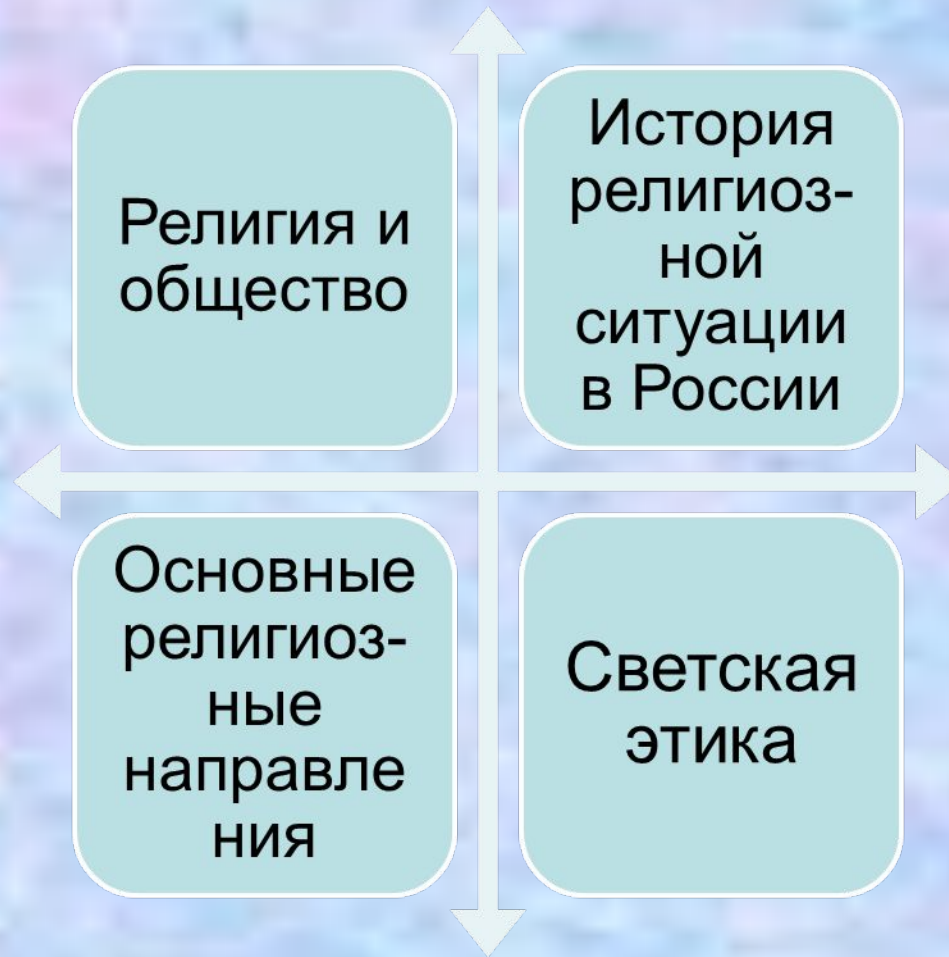 Религия и
общество
История
религиоз-
ной
ситуации
в России
Основные
религиоз-
ные
направле
ния
Светская
этика